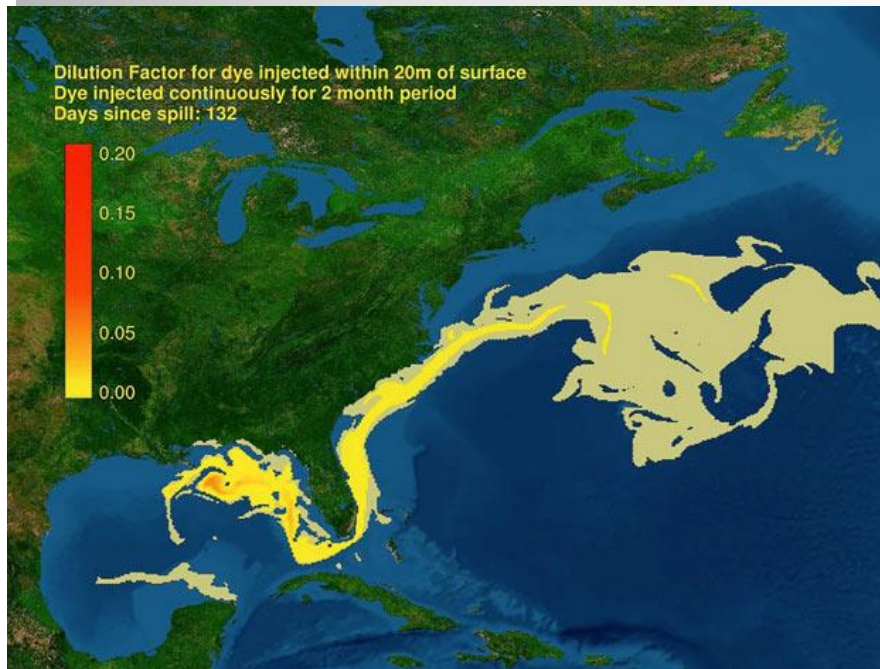 Dilution Factor for dye injected within 20m of surface
Dye injected continuously for 2 month period
Days since spill: 132
0.20
0.15
0.10
0.05
0.00